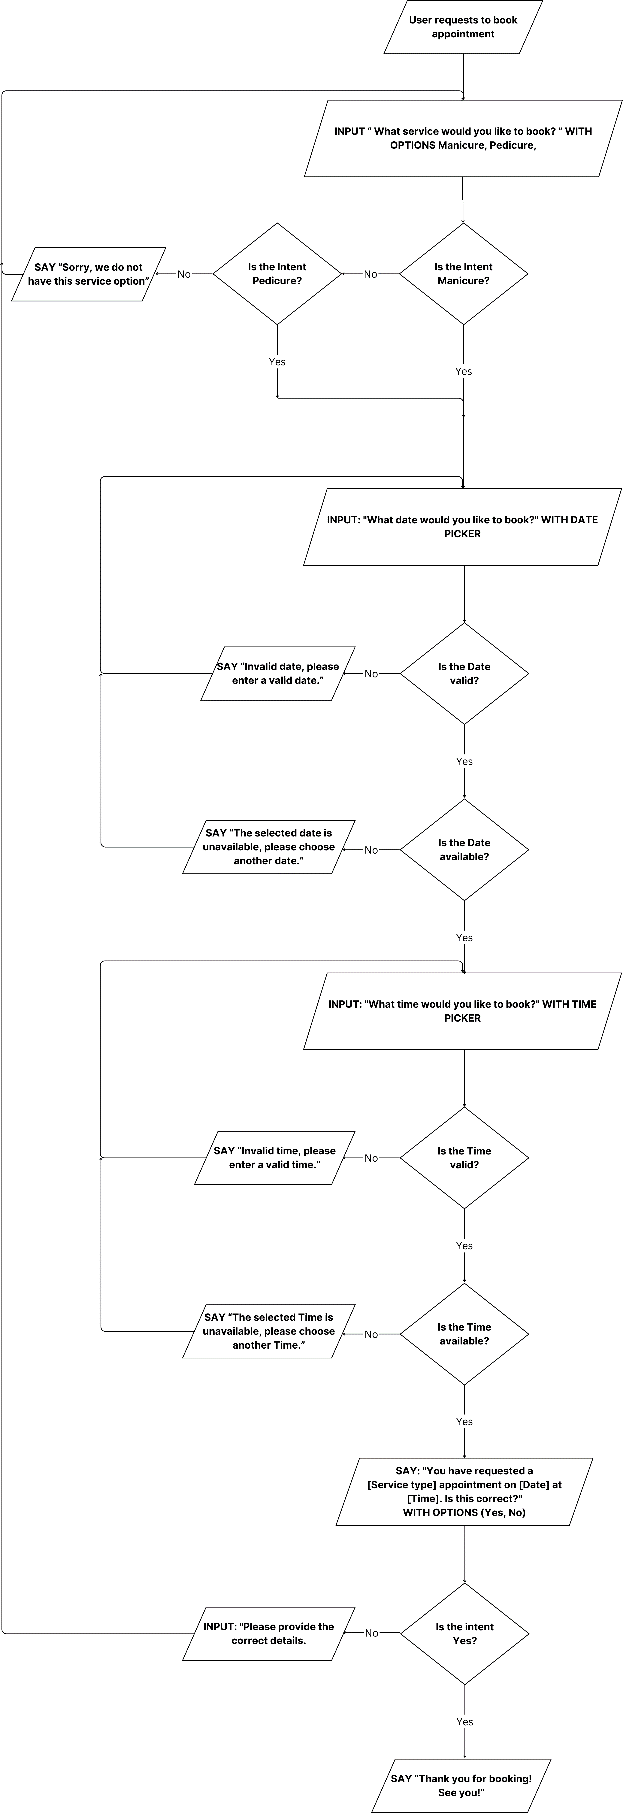 User requests to book
appointment
INPUT “ What service would you like to book? “ WITH
OPTIONS Manicure, Pedicure,
SAY “Sorry, we do not
have this service option”
No
Is the Intent
Pedicure?
No
Is the Intent
Manicure?
Yes
Yes
INPUT: "What date would you like to book?" WITH DATE
PICKER
SAY “Invalid date, please
enter a valid date.”
No
Is the Date
valid?
Yes
SAY “The selected date is
unavailable, please choose
another date.”
No
Is the Date
available?
Yes
INPUT: "What time would you like to book?" WITH TIME
PICKER
SAY “Invalid time, please
enter a valid time.”
No
Is the Time
valid?
Yes
SAY “The selected Time is
unavailable, please choose
another Time.”
No
Is the Time
available?
Yes
SAY: "You have requested a
[Service type] appointment on [Date] at
[Time]. Is this correct?"
WITH OPTIONS (Yes, No)
INPUT: “Please provide the
correct details.
No
Is the intent
Yes?
Yes
SAY “Thank you for booking!
See you!”